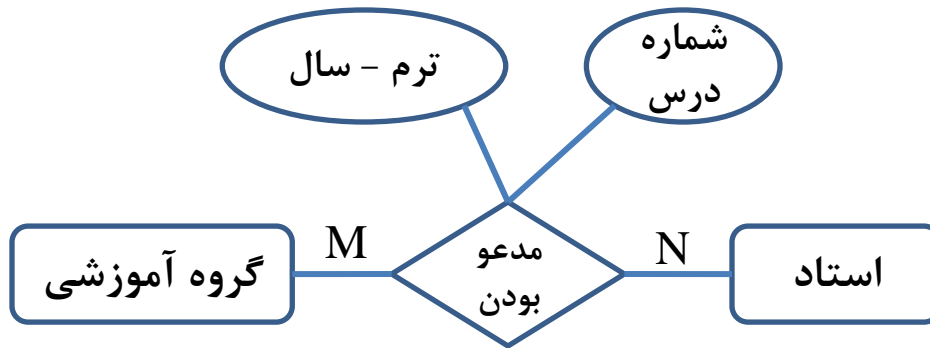 شماره
درس
ترم - سال
استاد
N
مدعو
بودن
M
گروه آموزشی